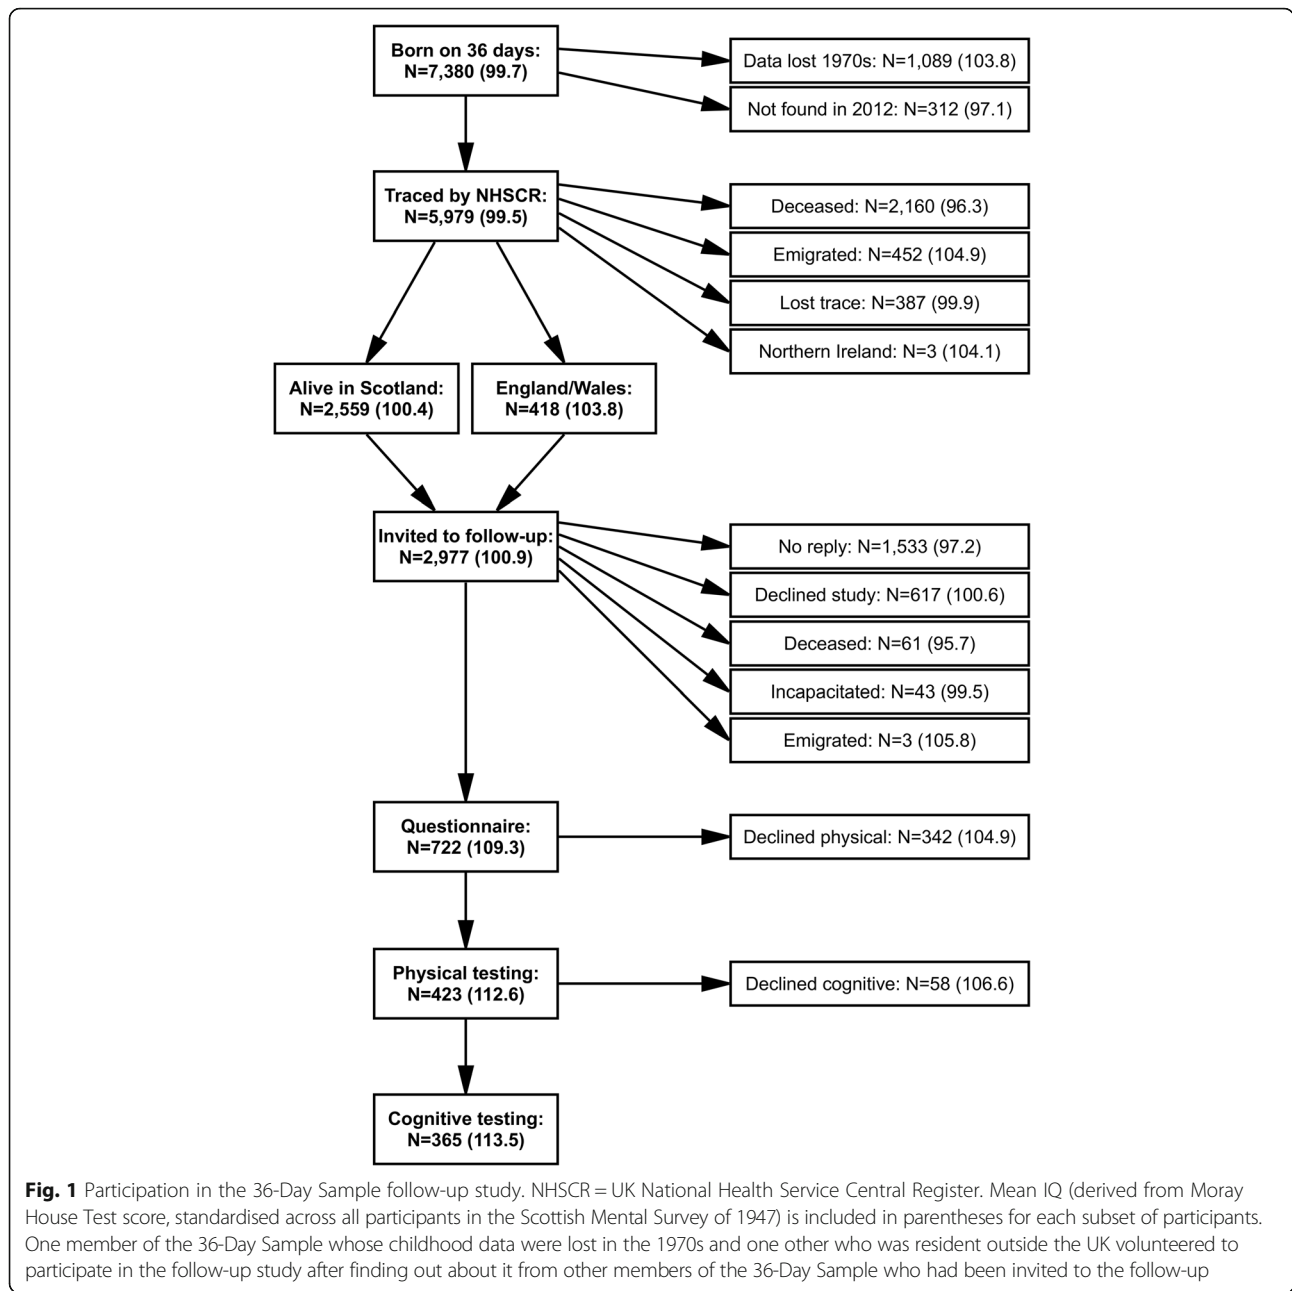 Born on 36 days:
N=7,380 (99.7)
Data lost 1970s: N=1,089 (103.8)
Not found in 2012: N=312 (97.1)
Traced by NHSCR:
N=5,979 (99.5)
Deceased: N=2,160 (96.3)
Emigrated: N=452 (104.9)
Lost trace: N=387 (99.9)
Northern Ireland: N=3 (104.1)
Alive in Scotland:
N=2,559 (100.4)
England/Wales:
N=418 (103.8)
Invited to follow-up:
N=2,977 (100.9)
No reply: N=1,533 (97.2)
Declined study: N=617 (100.6)
Deceased: N=61 (95.7)
Incapacitated: N=43 (99.5)
Emigrated: N=3 (105.8)
Questionnaire:
N=722 (109.3)
Declined physical: N=342 (104.9)
Physical testing:
N=423 (112.6)
Declined cognitive: N=58 (106.6)
Cognitive testing:
N=365 (113.5)
Fig. 1 Participation in the 36-Day Sample follow-up study. NHSCR = UK National Health Service Central Register. Mean IQ (derived from Moray
House Test score, standardised across all participants in the Scottish Mental Survey of 1947) is included in parentheses for each subset of participants.
One member of the 36-Day Sample whose childhood data were lost in the 1970s and one other who was resident outside the UK volunteered to
participate in the follow-up study after finding out about it from other members of the 36-Day Sample who had been invited to the follow-up